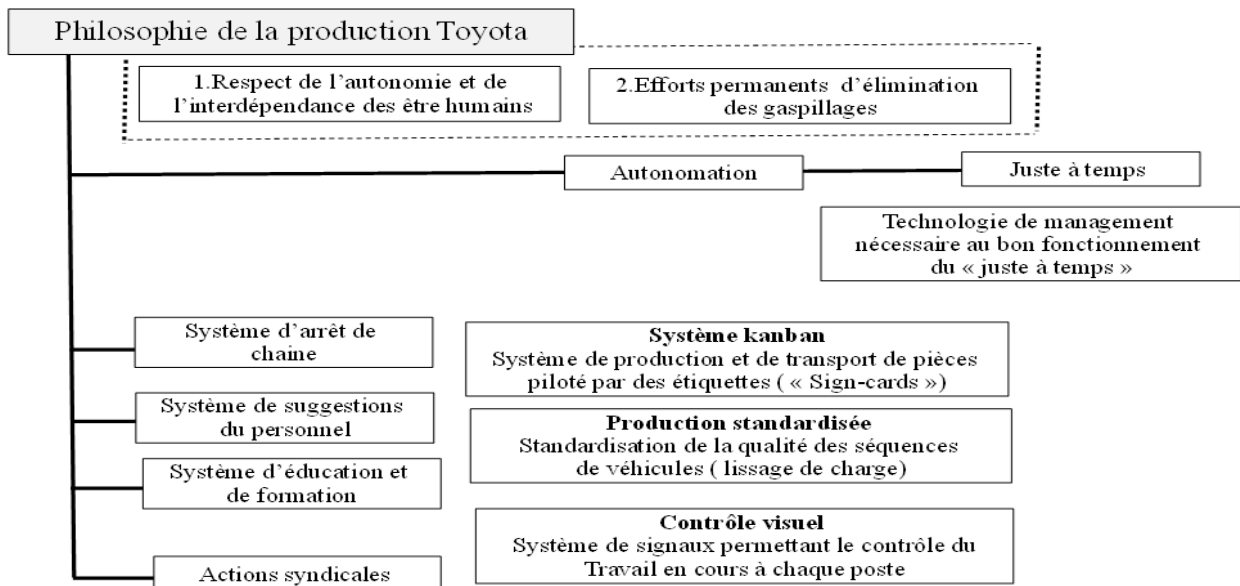 Philosophie de la production Toyota
1.Respect de l'autonomie et de
l'interdépendance des être humains
2.Efforts permanents d'élimination
des gaspillages
Autonomation
Juste à temps
Technologie de management
nécessaire au bon fonctionnement
du « juste à temps »
Système d'arrêt de
chaine
Système kanban
Système de production et de transport de pièces
piloté par des étiquettes ( « Sign-cards »)
Système de suggestions
du personnel
Production standardisée
Standardisation de la qualité des séquences
de véhicules ( lissage de charge)
Système d'éducation et
de formation
Contrôle visuel
Système de signaux permettant le contrôle du
Travail en cours à chaque poste
Actions syndicales